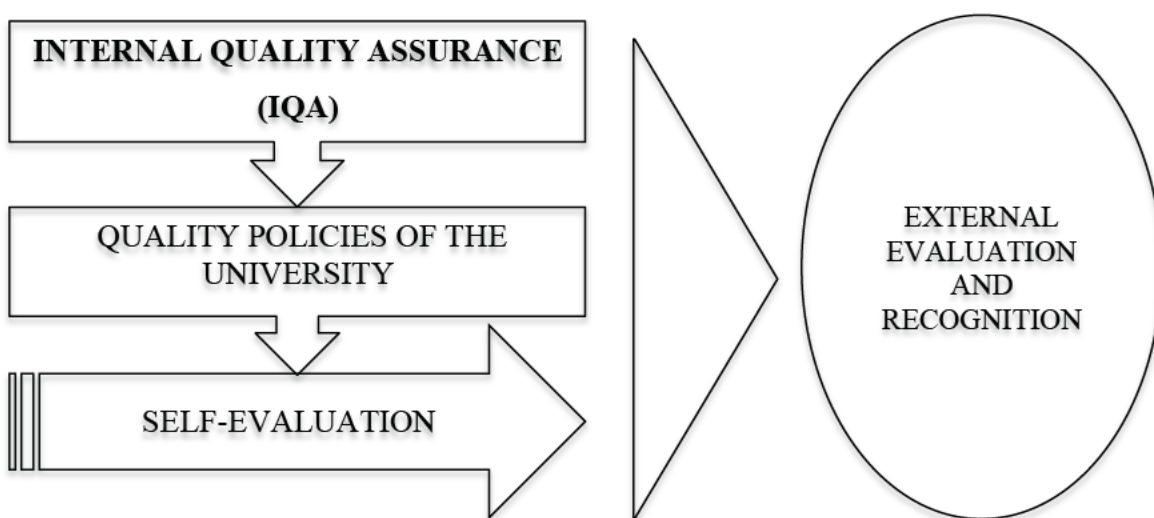 INTERNAL QUALITY ASSURANCE
(IQA)
QUALITY POLICIES OF THE
UNIVERSITY
SELF-EVALUATION
EXTERNAL
EVALUATION
AND
RECOGNITION